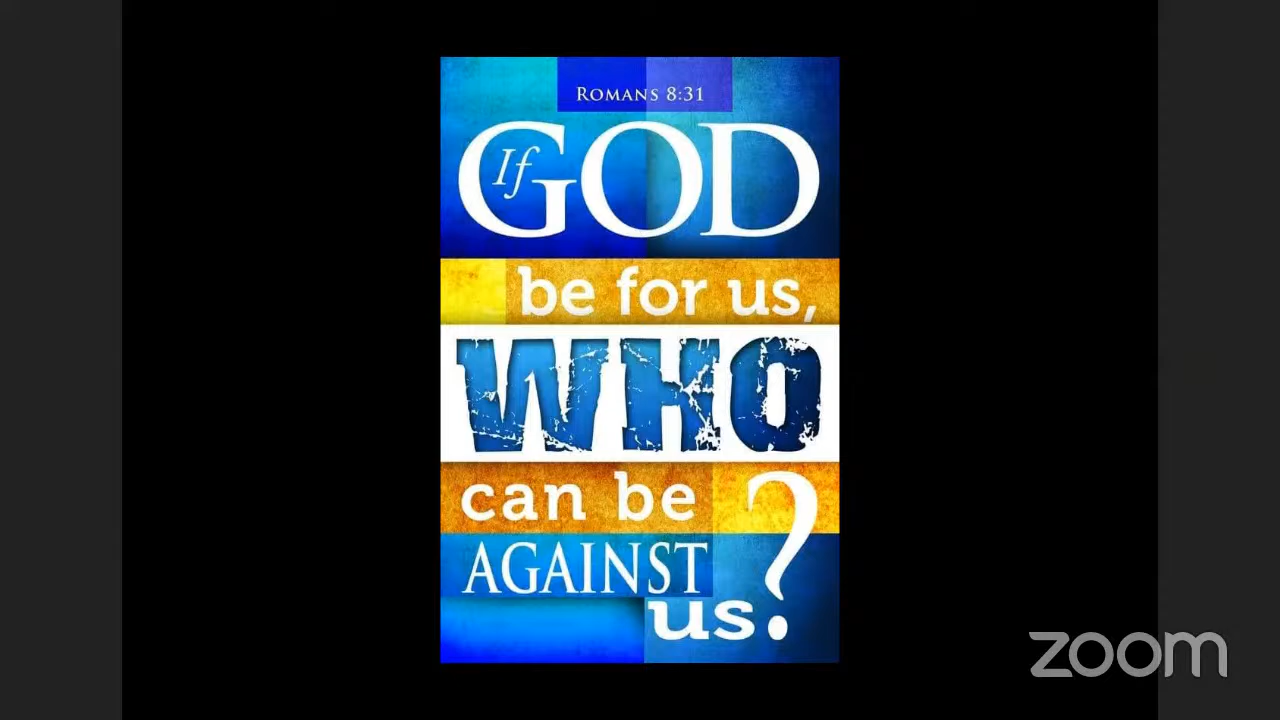 Romans 8:31
If GOD
be for us,
WHO
can be
AGAINST
us?
zoom